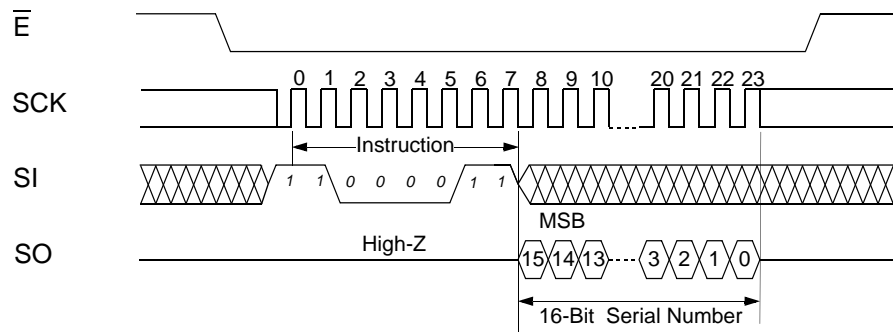 E
SCK
0 1 2 3 4 5 6 7 8 9 10 20 21 22 23
Instruction
SI
1 1 0 0 0 0 1 1
MSB
SO
High-Z
15 14 13 3 2 1 0
16-Bit Serial Number